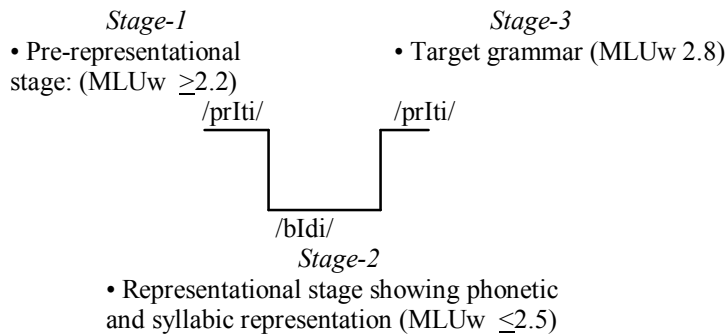 Stage-1
• Pre-representational
stage: (MLUw ≥2.2)
Stage-3
• Target grammar (MLUw 2.8)
/prIti/
/prIti/
/bIdi/
Stage-2
• Representational stage showing phonetic
and syllabic representation (MLUw ≤2.5)